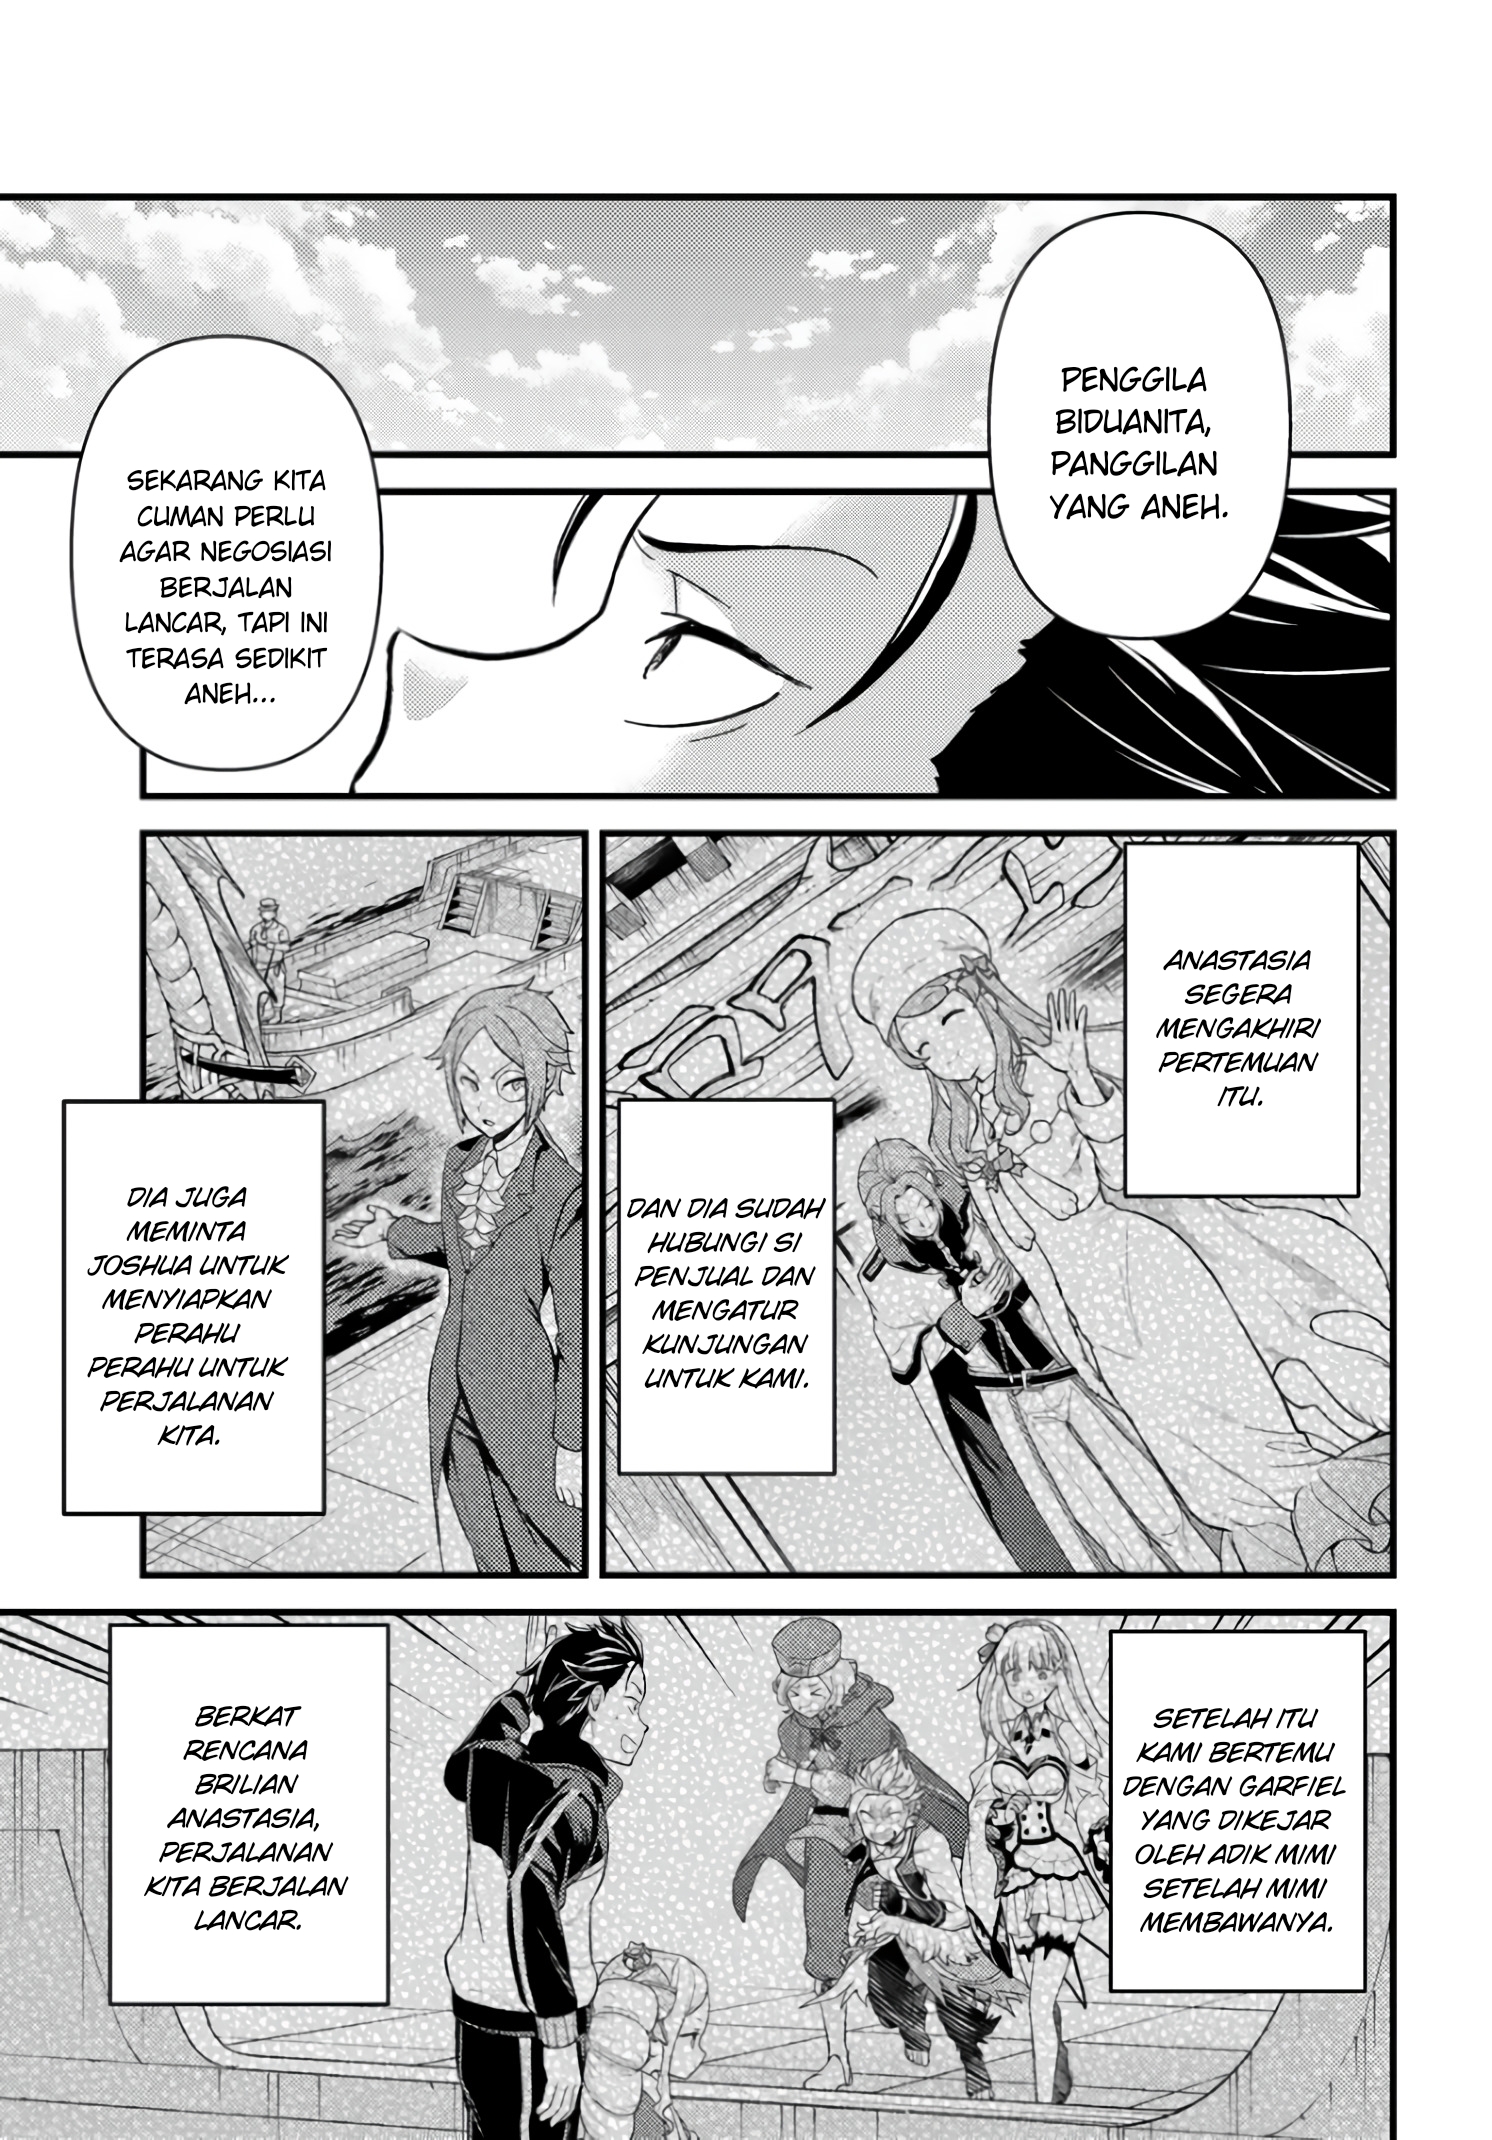 PENGGILA
BIDUANITA,
PANGGILAN
YANG ANEH.
SEKARANG KITA
CUMAN PERLU
AGAR NEGOSIASI
BERJALAN
LANCAR, TAPI INI
TERASA SEDIKIT
ANEH...
ANASTASIA
SEGERA
MENGAKHIRI
PERTEMUAN
ITU.
DAN DIA SUDAH
HUBUNGI SI
PENJUAL DAN
MENGATUR
KUNJUNGAN
UNTUK KAMI.
DIA JUGA
MEMINTA
JOSHUA UNTUK
MENYIAPKAN
PERAHU
PERAHU UNTUK
PERJALANAN
KITA.
SETELAH ITU
KAMI BERTEMU
DENGAN GARFIEL
YANG DIKEJAR
OLEH ADIK MIMI
SETELAH MIMI
MEMBAWANYA.
BERKAT
RENCANA
BRILIAN
ANASTASIA,
PERJALANAN
KITA BERJALAN
LANCAR.